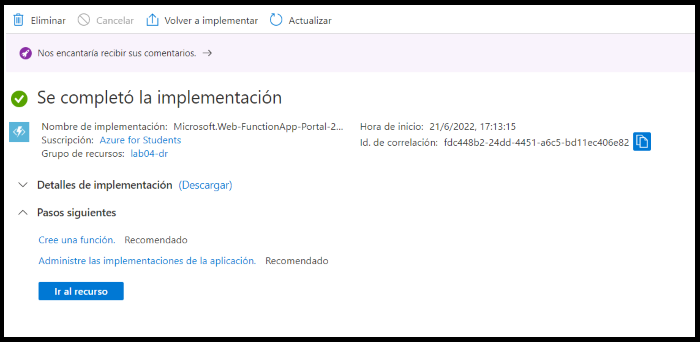 Eliminar Cancelar Volver a implementar Actualizar
Nos encantaría recibir sus comentarios. →
Se completó la implementación
Nombre de implementación: Microsoft.Web-FunctionApp-Portal-2... Hora de inicio: 21/6/2022, 17:13:15
Suscripción: Azure for Students Id. de correlación: fdc448b2-24dd-4451-a6c5-bd11ec406e82
Grupo de recursos: lab04-dr
Detalles de implementación (Descargar)
Pasos siguientes
Cree una función. Recomendado
Administre las implementaciones de la aplicación. Recomendado
Ir al recurso